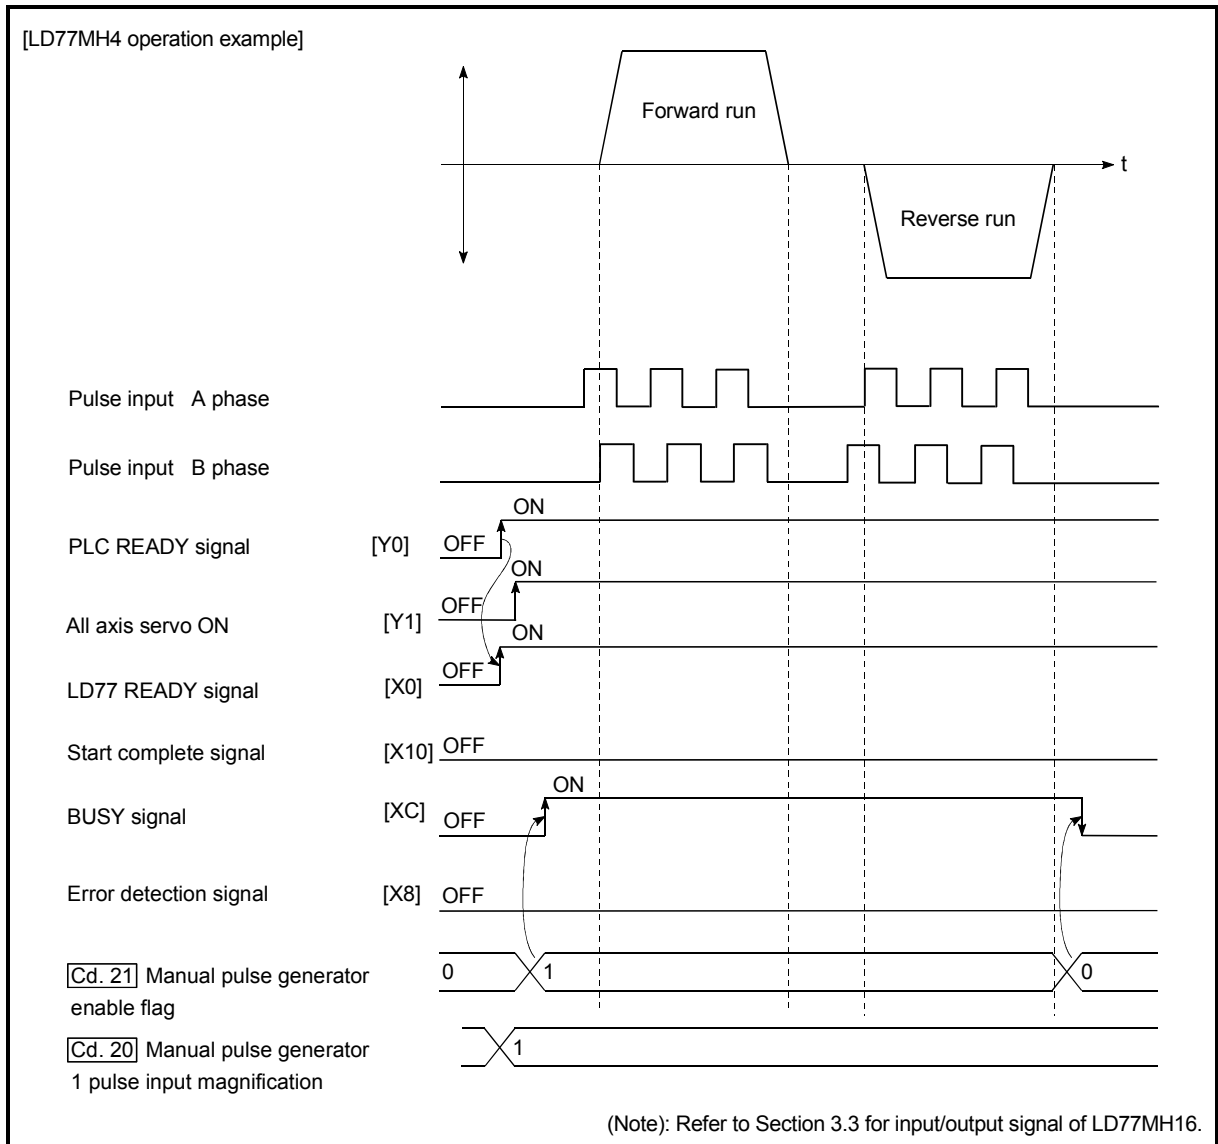 [LD77MH4 operation example]
Forward run
t
Reverse run
Pulse input A phase
Pulse input B phase
ON
PLC READY signal [Y0] OFF
ON
OFF
All axis servo ON [Y1]
ON
OFF
LD77 READY signal [X0]
Start complete signal [X10] OFF
ON
BUSY signal [XC] OFF
Error detection signal [X8] OFF
Cd. 21 Manual pulse generator 0 1 0
enable flag
Cd. 20 Manual pulse generator 1
1 pulse input magnification
(Note): Refer to Section 3.3 for input/output signal of LD77MH16.